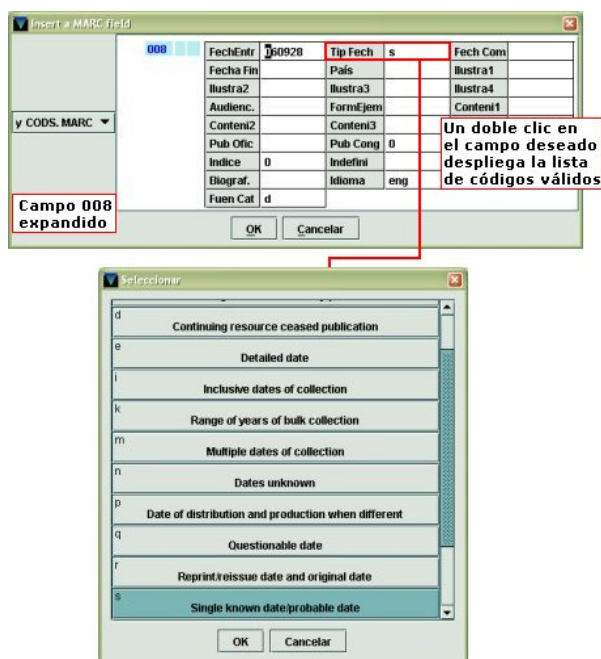 Insert a MARC field
008 FechEntr 060928 Tip Fech s Fech Com
Fecha Fin País Ilustra1
Ilustra2 Ilustra3 Ilustra4
Audienc. FormEjem Conteni1
y CODS. MARC
Conteni2 Conteni3
Pub Ofic Pub Cong 0
Indice 0 Indefini
Biograf. Idioma eng
Fuen Cat d
Un doble clic en
el campo deseado
despliega la lista
de códigos válidos
Campo 008
expandido
OK Cancelar
Seleccionar
d
Continuing resource ceased publication
e
Detailed date
i
Inclusive dates of collection
k
Range of years of bulk collection
m
Multiple dates of collection
n
Dates unknown
p
Date of distribution and production when different
q
Questionable date
r
Reprint/reissue date and original date
s
Single known date/probable date
OK Cancelar